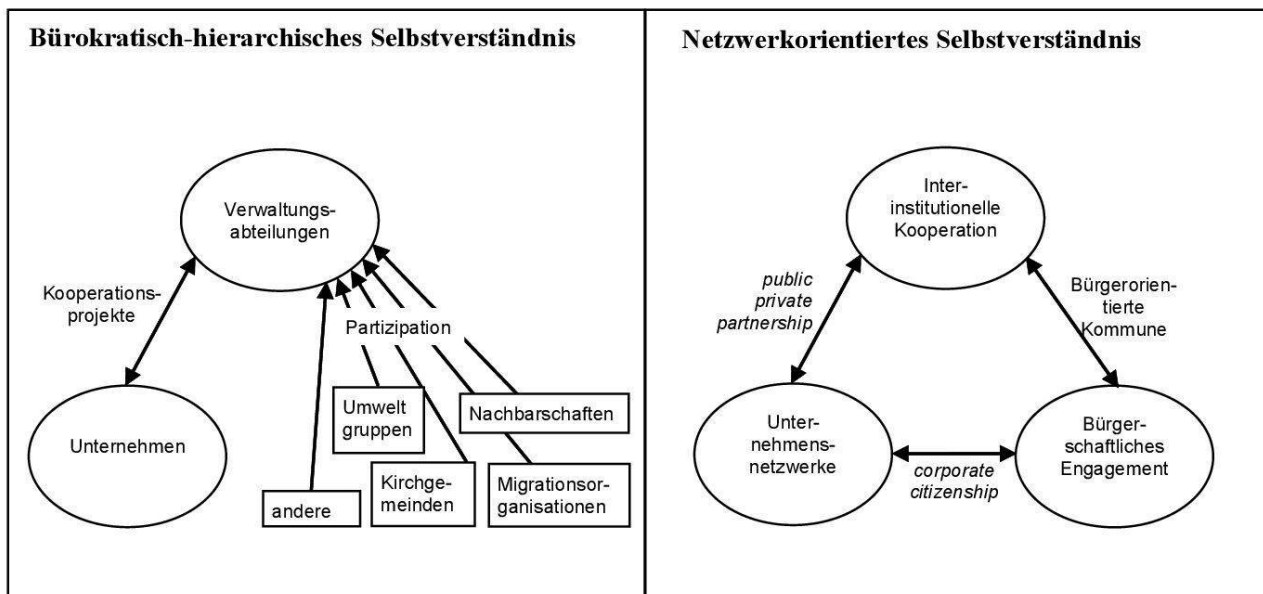 Bürokratisch-hierarchisches Selbstverständnis
Verwaltungs-
abteilungen
Kooperations-
projekte
Partizipation
Unternehmen
Umwelt
gruppen
Nachbarschaften
andere
Kirchge-
meinden
Migrationsor-
ganisationen
Netzwerkorientiertes Selbstverständnis
Inter-
institutionelle
Kooperation
public
private
partnership
Bürgerorien-
tierte
Kommune
Unter-
nehmens-
netzwerke
corporate
citizenship
Bürger-
schaftliches
Engagement